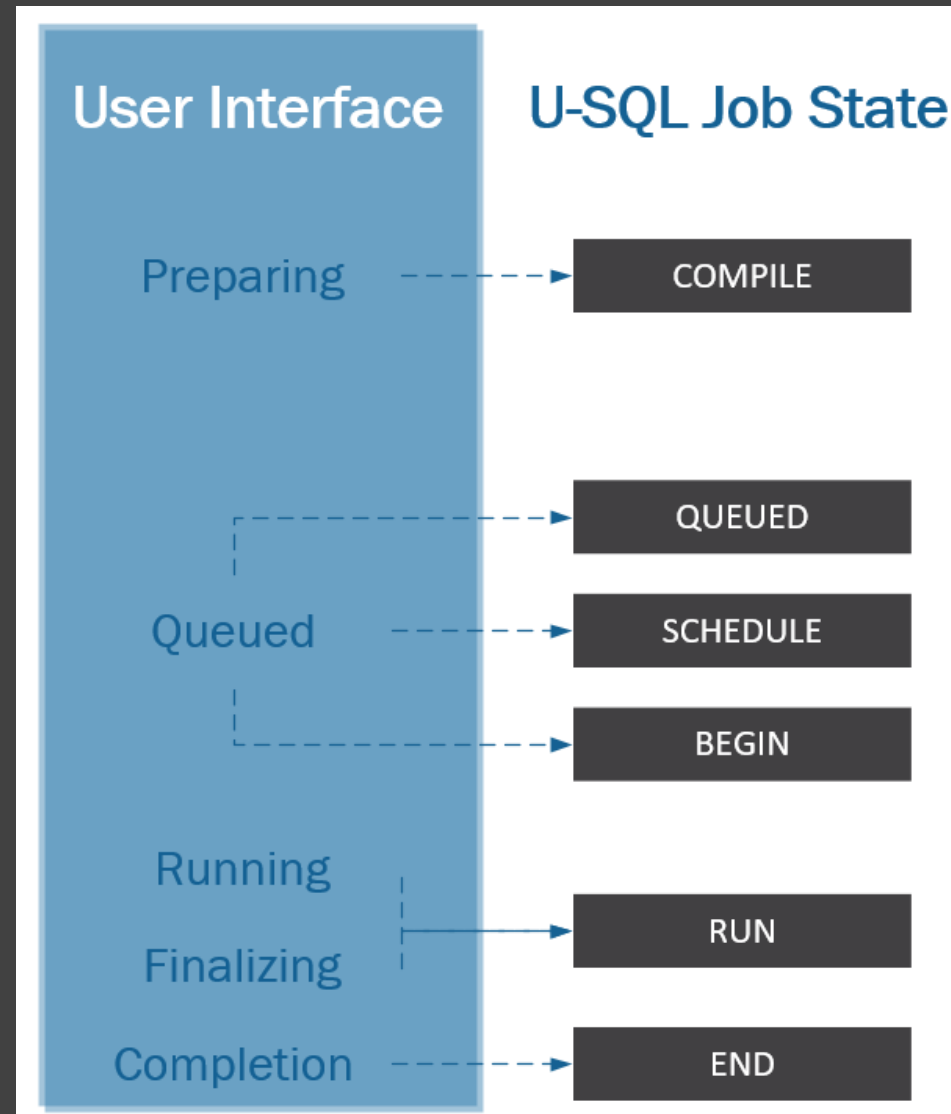 User Interface
U-SQL Job State
Preparing
COMPILE
QUEUED
Queued
SCHEDULE
BEGIN
Running
RUN
Finalizing
Completion
END